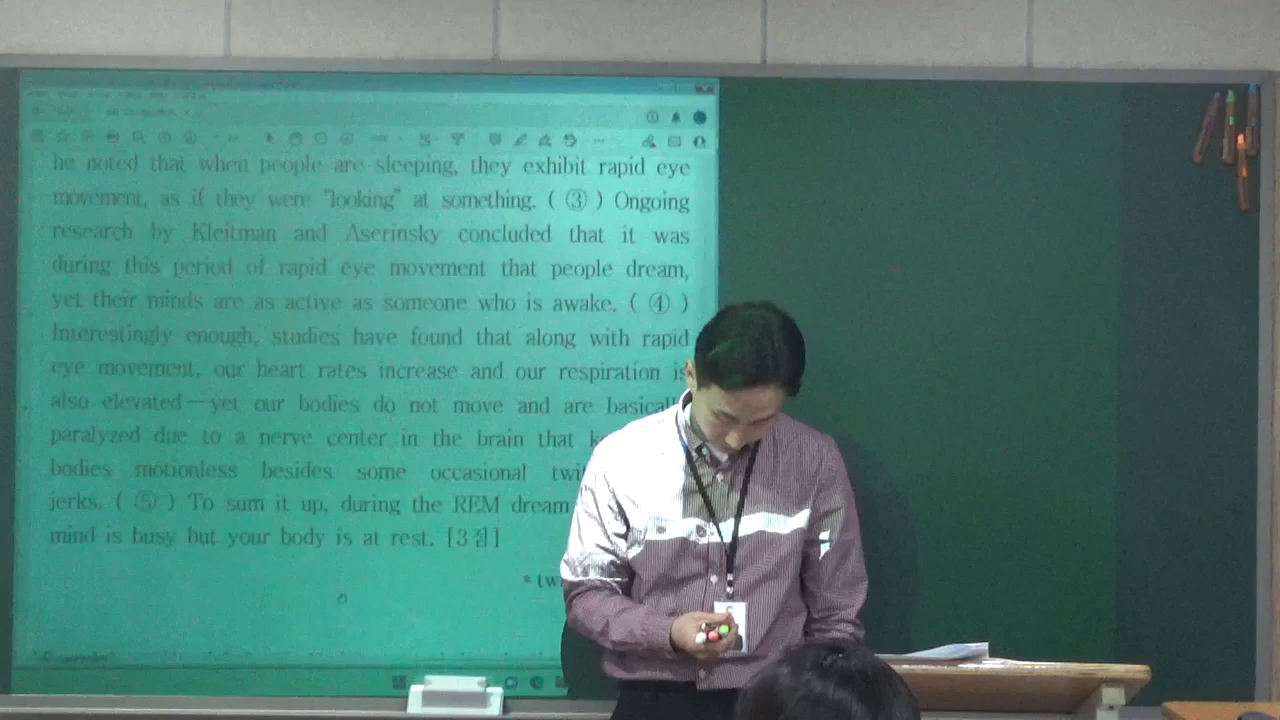 he noted that when people are sleeping, they exhibit rapid eye
movement, as if they were "looking" at something. ( ③ ) Ongoing
research by Kleitman and Aserinsky concluded that it was
during this period of rapid eye movement that people dream,
yet their minds are as active as someone who is awake. ( ④ )
Interestingly enough, studies have found that along with rapid
eye movement, our heart rates increase and our respiration is
also elevated—yet our bodies do not move and are
paralyzed due to a nerve center in the brain that
bodies motionless besides some occasional
jerks. ( ⑤ ) To sum it up, during the REM dream
mind is busy but your body is at rest. [3점]